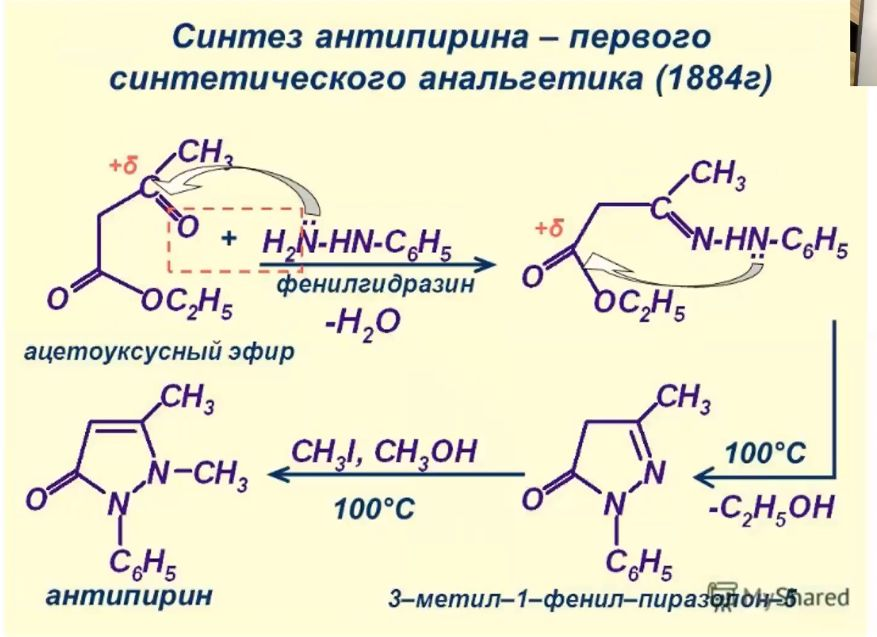 Синтез антипирина – первого
синтетического анальгетика (1884г)
+δ
CH₃
C
O
+
H₂N̈-HN-C₆H₅
фенилгидразин
-H₂O
O
OC₂H₅
ацетоуксусный эфир
CH₃
C
+δ
N-HN-C₆H₅
O
OC₂H₅
100°C
-C₂H₅OH
CH₃
N
O
N
C₆H₅
3–метил–1–фенил–пиразолон–5
CH₃I, CH₃OH
100°C
CH₃
N–CH₃
O
N
C₆H₅
антипирин
MyShared